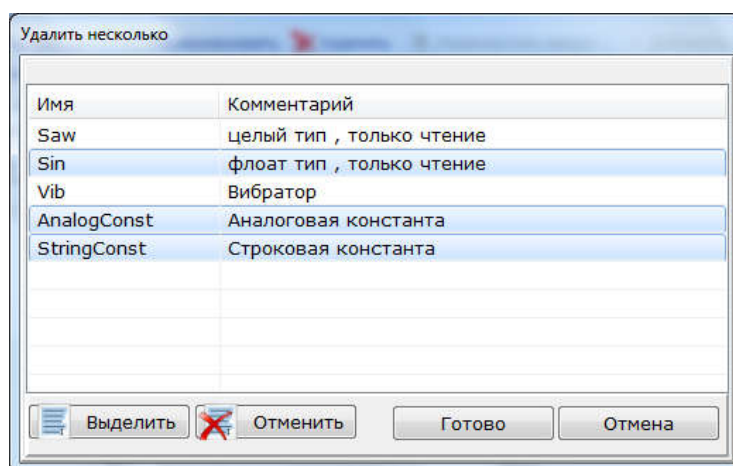 Удалить несколько
Имя Комментарий
Saw целый тип , только чтение
Sin флоат тип , только чтение
Vib Вибратор
AnalogConst Аналоговая константа
StringConst Строковая константа
Выделить Отменить Готово Отмена